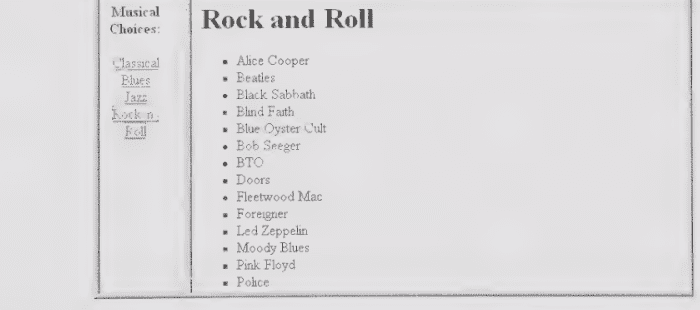 Musical
Choices:
Classical
Blues
Jazz
Rock n
Roll
Rock and Roll
Alice Cooper
Beatles
Black Sabbath
Blind Faith
Blue Oyster Cult
Bob Seeger
BTO
Doors
Fleetwood Mac
Foreigner
Led Zeppelin
Moody Blues
Pink Floyd
Police